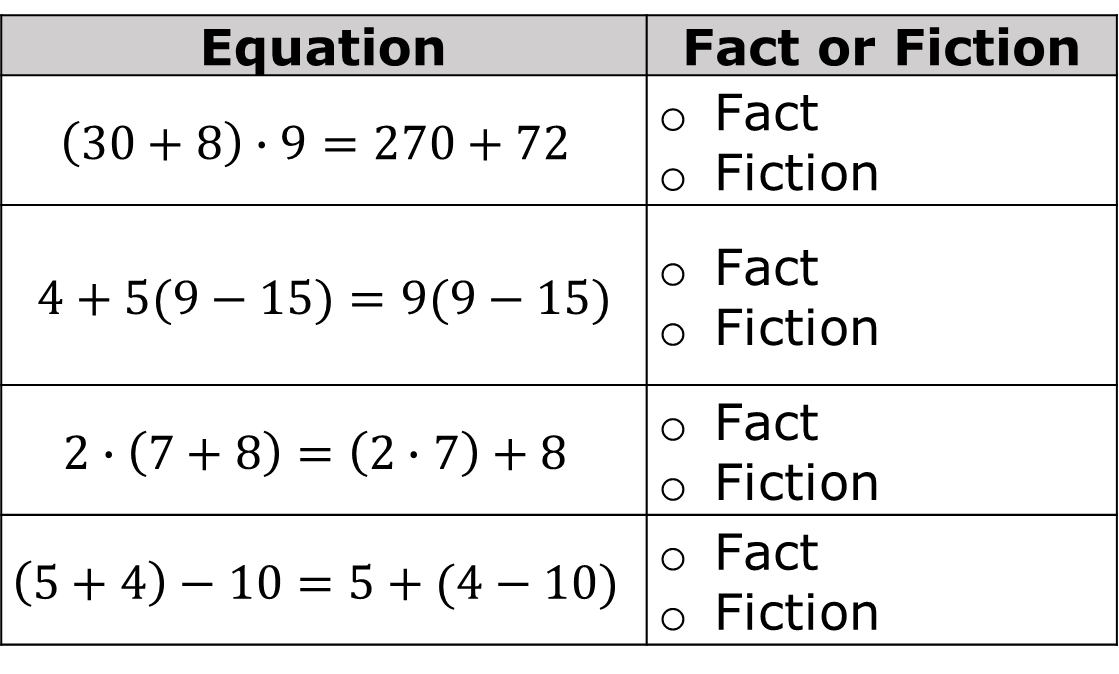 Equation
Fact or Fiction
(30 + 8) · 9 = 270 + 72
○ Fact
○ Fiction
4 + 5(9 − 15) = 9(9 − 15)
○ Fact
○ Fiction
2 · (7 + 8) = (2 · 7) + 8
○ Fact
○ Fiction
(5 + 4) − 10 = 5 + (4 − 10)
○ Fact
○ Fiction